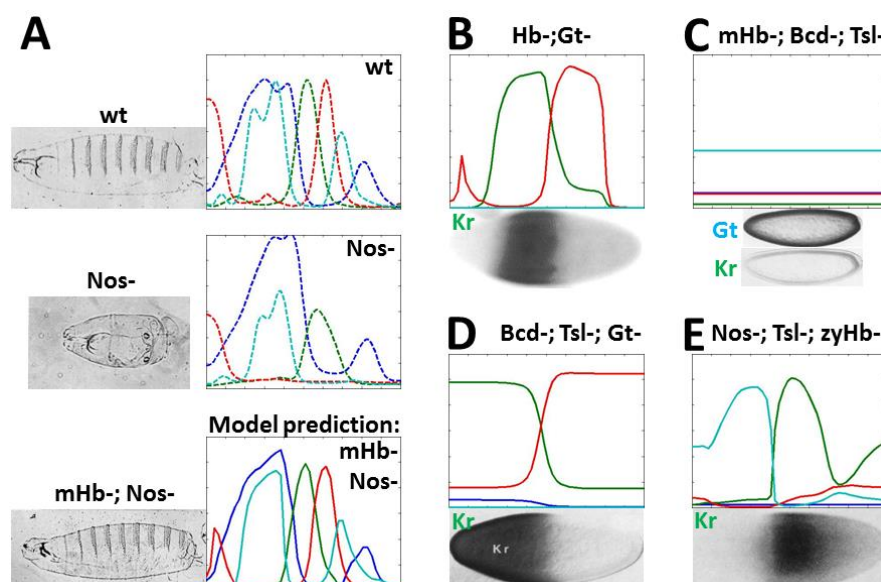 A
wt
wt
Nos-
Nos-
Model prediction:
mHb-
Nos-
mHb-; Nos-
B
Hb-;Gt-
Kr
C
mHb-; Bcd-; Tsl-
Gt
Kr
D
Bcd-; Tsl-; Gt-
Kr
Kr
E
Nos-; Tsl-; zyHb-
Kr